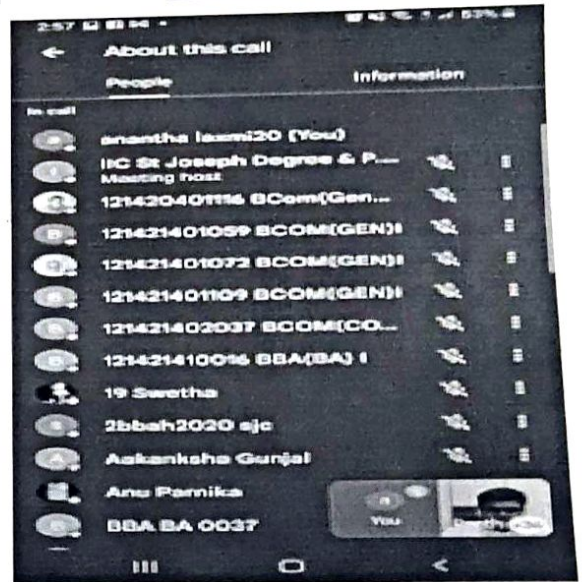 2:57
53%
← About this call
People Information
In call
anantha laxmi20 (You)
IIC St Joseph Degree & P....
Meeting host
121420401116 BCom(Gen...
121421401059 BCOM(GEN)I
121421401072 BCOM(GEN)I
121421401109 BCOM(GEN)I
121421402037 BCOM(CO...
121421410016 BBA(BA) I
19 Swetha
2bbah2020 sjc
Aakanksha Gunjal
Anu Parnika
BBA BA 0037
You